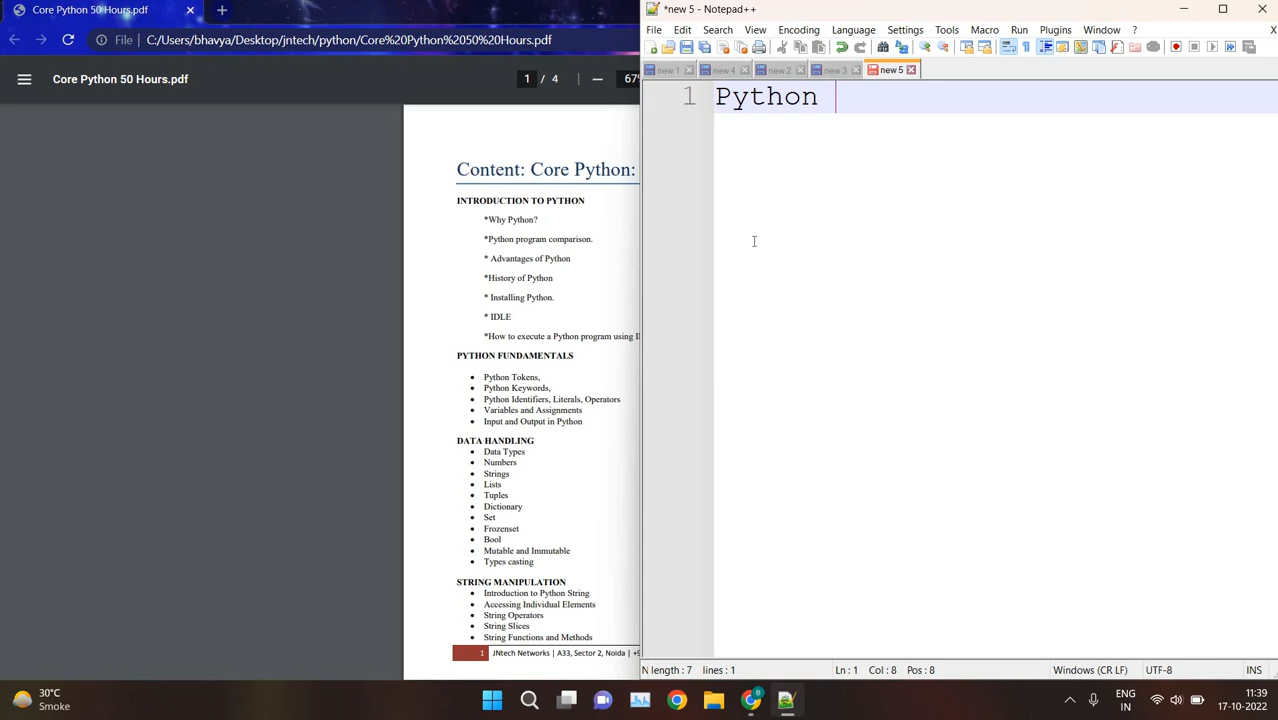 Core Python 50 Hours.pdf
File C:/Users/bhavya/Desktop/jntech/python/Core%20Python%2050%20Hours.pdf
Core Python 50 Hours.pdf
1 / 4
67%
Content: Core Python:
INTRODUCTION TO PYTHON
*Why Python?
*Python program comparison.
* Advantages of Python
*History of Python
* Installing Python.
* IDLE
*How to execute a Python program using I
PYTHON FUNDAMENTALS
• Python Tokens,
• Python Keywords,
• Python Identifiers, Literals, Operators
• Variables and Assignments
• Input and Output in Python
DATA HANDLING
• Data Types
• Numbers
• Strings
• Lists
• Tuples
• Dictionary
• Set
• Frozenset
• Bool
• Mutable and Immutable
• Types casting
STRING MANIPULATION
• Introduction to Python String
• Accessing Individual Elements
• String Operators
• String Slices
• String Functions and Methods
1 JNtech Networks | A33, Sector 2, Noida | +9
*new 5 - Notepad++
File Edit Search View Encoding Language Settings Tools Macro Run Plugins Window ? X
new 1 new 4 new 2 new 3 new 5
1 Python
N length : 7 lines : 1 Ln : 1 Col : 8 Pos : 8 Windows (CR LF) UTF-8 INS
30°C
Smoke
ENG
IN
11:39
17-10-2022